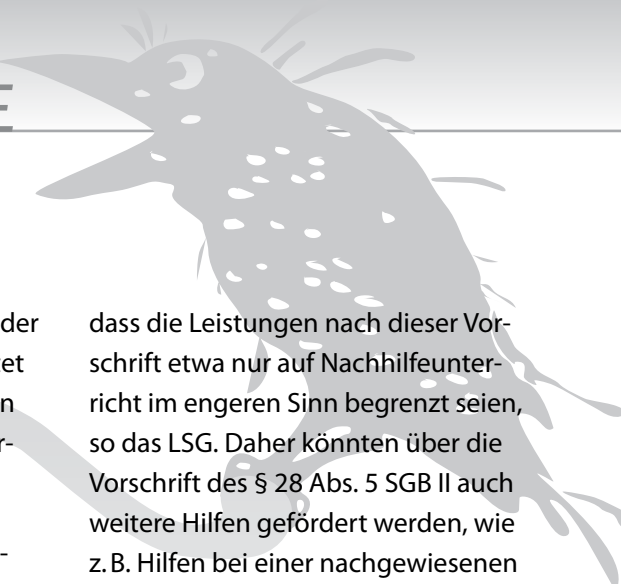 E
der
et
n
r-
-
dass die Leistungen nach dieser Vor-
schrift etwa nur auf Nachhilfeunter-
richt im engeren Sinn begrenzt seien,
so das LSG. Daher könnten über die
Vorschrift des § 28 Abs. 5 SGB II auch
weitere Hilfen gefördert werden, wie
z. B. Hilfen bei einer nachgewiesenen